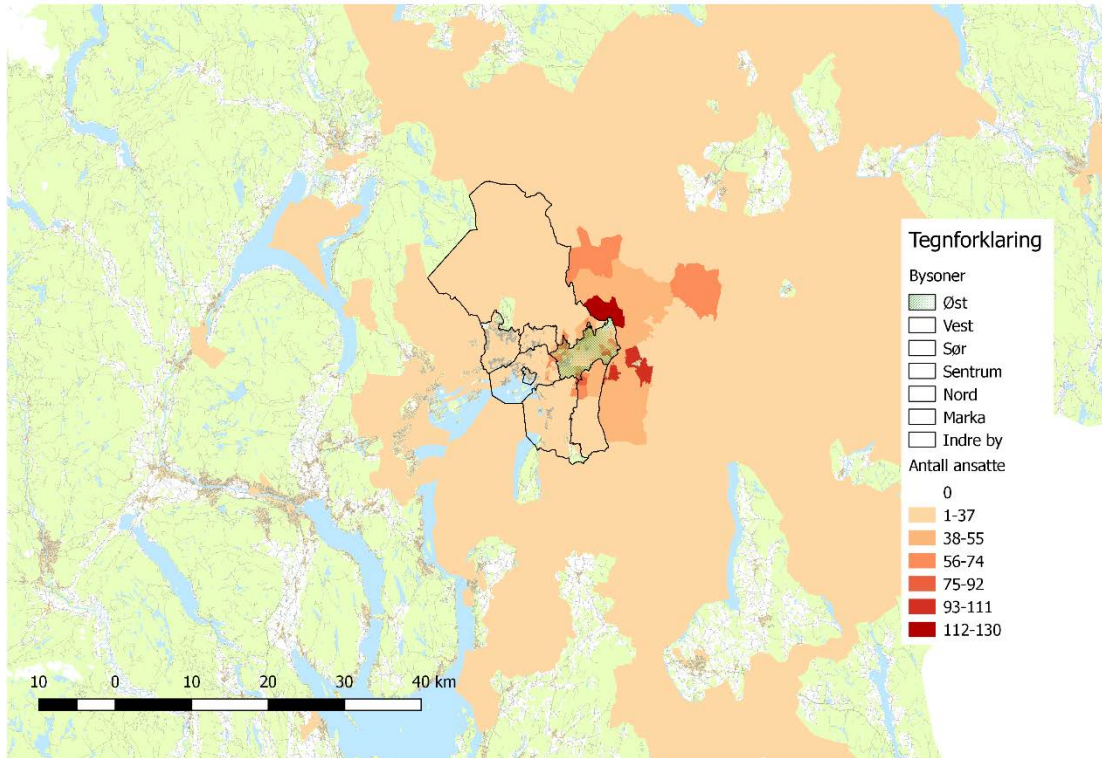 Tegnforklaring
Bysoner
Øst
Vest
Sør
Sentrum
Nord
Marka
Indre by
Antall ansatte
0
1-37
38-55
56-74
75-92
93-111
112-130
10 0 10 20 30 40 km